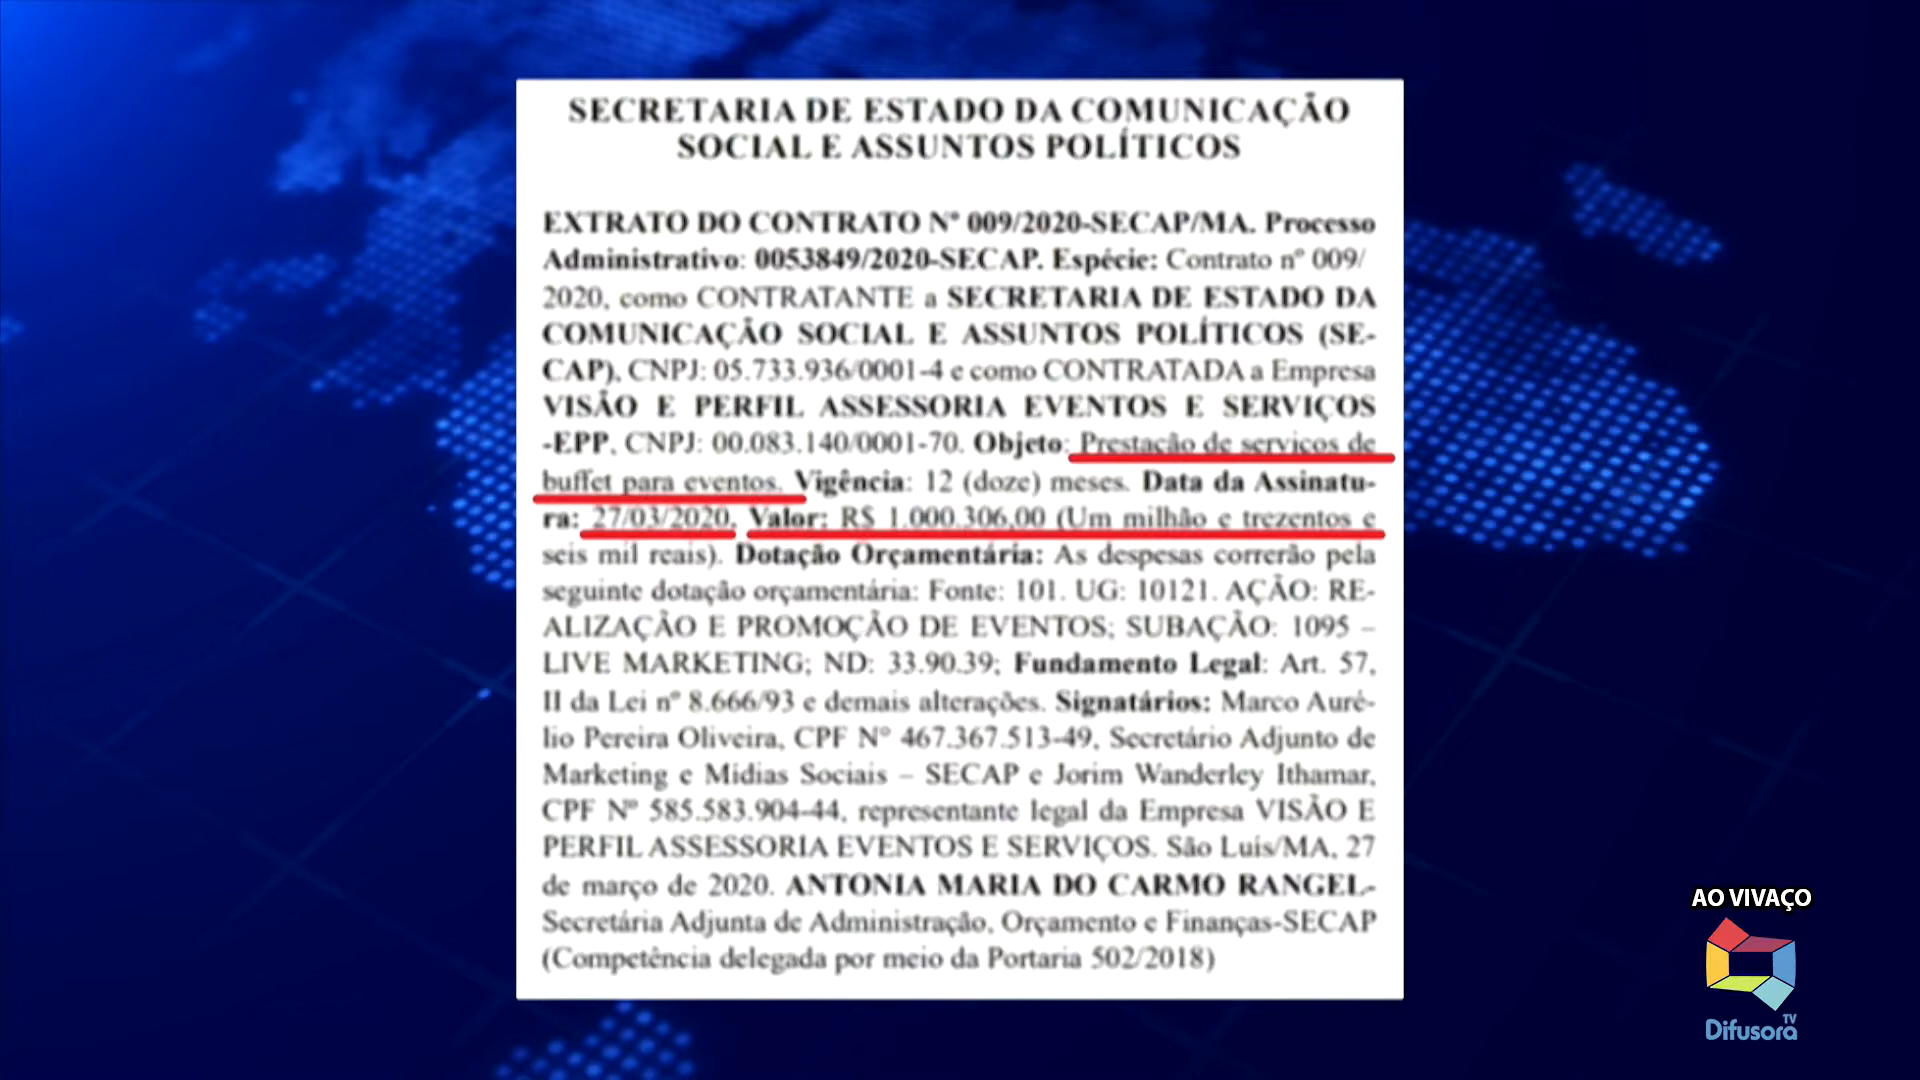 SECRETARIA DE ESTADO DA COMUNICAÇÃO
SOCIAL E ASSUNTOS POLÍTICOS
EXTRATO DO CONTRATO Nº 009/2020-SECAP/MA. Processo
Administrativo: 0053849/2020-SECAP. Espécie: Contrato nº 009/
2020, como CONTRATANTE a SECRETARIA DE ESTADO DA
COMUNICAÇÃO SOCIAL E ASSUNTOS POLÍTICOS (SE-
CAP), CNPJ: 05.733.936/0001-4 e como CONTRATADA a Empresa
VISÃO E PERFIL ASSESSORIA EVENTOS E SERVIÇOS
-EPP, CNPJ: 00.083.140/0001-70. Objeto: Prestação de serviços de
buffet para eventos. Vigência: 12 (doze) meses. Data da Assinatu-
ra: 27/03/2020. Valor: R$ 1.000.306,00 (Um milhão e trezentos e
seis mil reais). Dotação Orçamentária: As despesas correrão pela
seguinte dotação orçamentária: Fonte: 101. UG: 10121. AÇÃO: RE-
ALIZAÇÃO E PROMOÇÃO DE EVENTOS; SUBAÇÃO: 1095 –
LIVE MARKETING; ND: 33.90.39; Fundamento Legal: Art. 57,
II da Lei nº 8.666/93 e demais alterações. Signatários: Marco Auré-
lio Pereira Oliveira, CPF Nº 467.367.513-49, Secretário Adjunto de
Marketing e Mídias Sociais – SECAP e Jorim Wanderley Ithamar,
CPF Nº 585.583.904-44, representante legal da Empresa VISÃO E
PERFIL ASSESSORIA EVENTOS E SERVIÇOS. São Luís/MA, 27
de março de 2020. ANTONIA MARIA DO CARMO RANGEL-
Secretária Adjunta de Administração, Orçamento e Finanças-SECAP
(Competência delegada por meio da Portaria 502/2018)
AO VIVAÇO
TV
Difusora